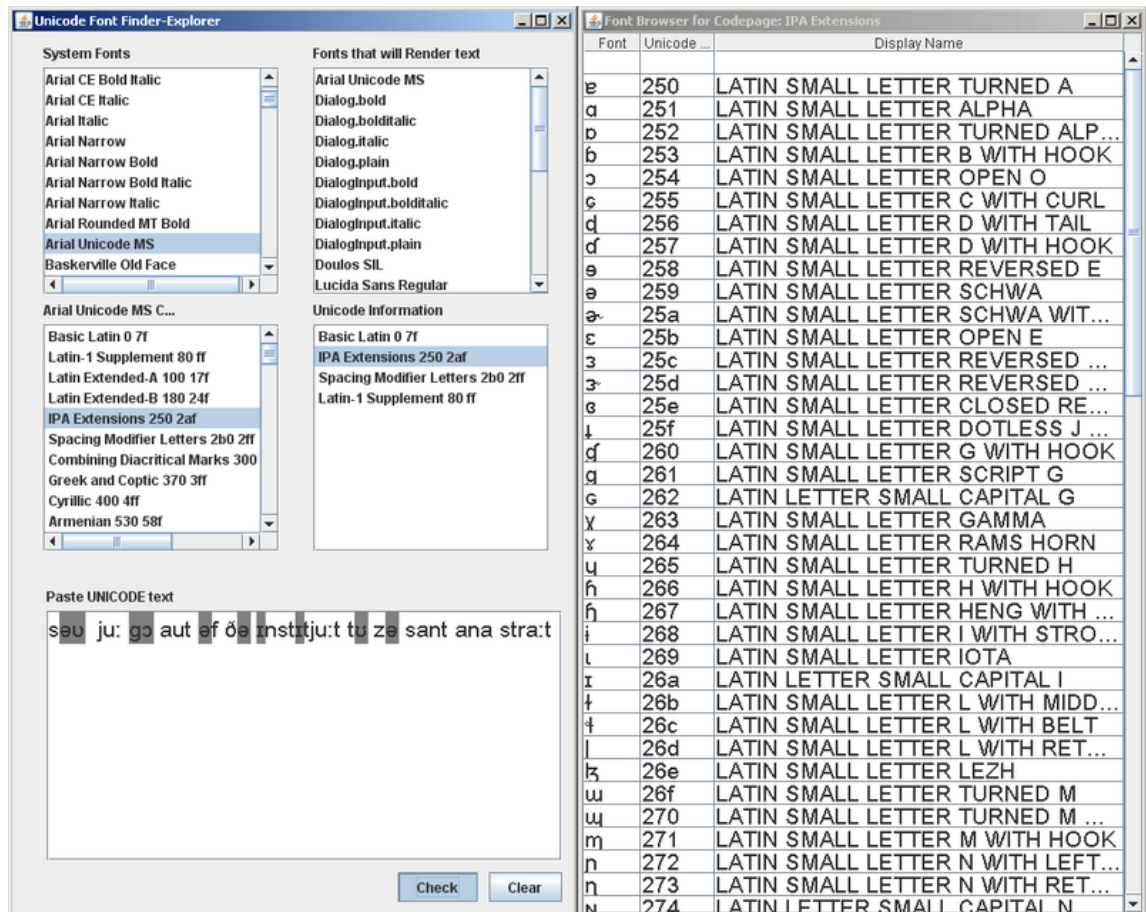 Unicode Font Finder-Explorer
System Fonts
Arial CE Bold Italic
Arial CE Italic
Arial Italic
Arial Narrow
Arial Narrow Bold
Arial Narrow Bold Italic
Arial Narrow Italic
Arial Rounded MT Bold
Arial Unicode MS
Baskerville Old Face
Fonts that will Render text
Arial Unicode MS
Dialog.bold
Dialog.bolditalic
Dialog.italic
Dialog.plain
DialogInput.bold
DialogInput.bolditalic
DialogInput.italic
DialogInput.plain
Doulos SIL
Lucida Sans Regular
Arial Unicode MS C...
Basic Latin 0 7f
Latin-1 Supplement 80 ff
Latin Extended-A 100 17f
Latin Extended-B 180 24f
IPA Extensions 250 2af
Spacing Modifier Letters 2b0 2ff
Combining Diacritical Marks 300
Greek and Coptic 370 3ff
Cyrillic 400 4ff
Armenian 530 58f
Unicode Information
Basic Latin 0 7f
IPA Extensions 250 2af
Spacing Modifier Letters 2b0 2ff
Latin-1 Supplement 80 ff
Paste UNICODE text
səʊ ju: gɔ aut əf ðə ɪnstɪtju:t tʊ zə sant ana stra:t
Check Clear
Font Browser for Codepage: IPA Extensions
Font Unicode ... Display Name
ɐ 250 LATIN SMALL LETTER TURNED A
ɑ 251 LATIN SMALL LETTER ALPHA
ɒ 252 LATIN SMALL LETTER TURNED ALP...
ɓ 253 LATIN SMALL LETTER B WITH HOOK
ɔ 254 LATIN SMALL LETTER OPEN O
ɕ 255 LATIN SMALL LETTER C WITH CURL
ɖ 256 LATIN SMALL LETTER D WITH TAIL
ɗ 257 LATIN SMALL LETTER D WITH HOOK
ɘ 258 LATIN SMALL LETTER REVERSED E
ə 259 LATIN SMALL LETTER SCHWA
ɚ 25a LATIN SMALL LETTER SCHWA WIT...
ɛ 25b LATIN SMALL LETTER OPEN E
ɜ 25c LATIN SMALL LETTER REVERSED ...
ɝ 25d LATIN SMALL LETTER REVERSED ...
ɞ 25e LATIN SMALL LETTER CLOSED RE...
ɟ 25f LATIN SMALL LETTER DOTLESS J ...
ɠ 260 LATIN SMALL LETTER G WITH HOOK
ɡ 261 LATIN SMALL LETTER SCRIPT G
ɢ 262 LATIN LETTER SMALL CAPITAL G
ɣ 263 LATIN SMALL LETTER GAMMA
ɤ 264 LATIN SMALL LETTER RAMS HORN
ɥ 265 LATIN SMALL LETTER TURNED H
ɦ 266 LATIN SMALL LETTER H WITH HOOK
ɧ 267 LATIN SMALL LETTER HENG WITH ...
ɨ 268 LATIN SMALL LETTER I WITH STRO...
ɩ 269 LATIN SMALL LETTER IOTA
ɪ 26a LATIN LETTER SMALL CAPITAL I
ɫ 26b LATIN SMALL LETTER L WITH MIDD...
ɬ 26c LATIN SMALL LETTER L WITH BELT
ɭ 26d LATIN SMALL LETTER L WITH RET...
ɮ 26e LATIN SMALL LETTER LEZH
ɯ 26f LATIN SMALL LETTER TURNED M
ɰ 270 LATIN SMALL LETTER TURNED M ...
ɱ 271 LATIN SMALL LETTER M WITH HOOK
ɲ 272 LATIN SMALL LETTER N WITH LEFT...
ɳ 273 LATIN SMALL LETTER N WITH RET...
ɴ 274 LATIN LETTER SMALL CAPITAL N